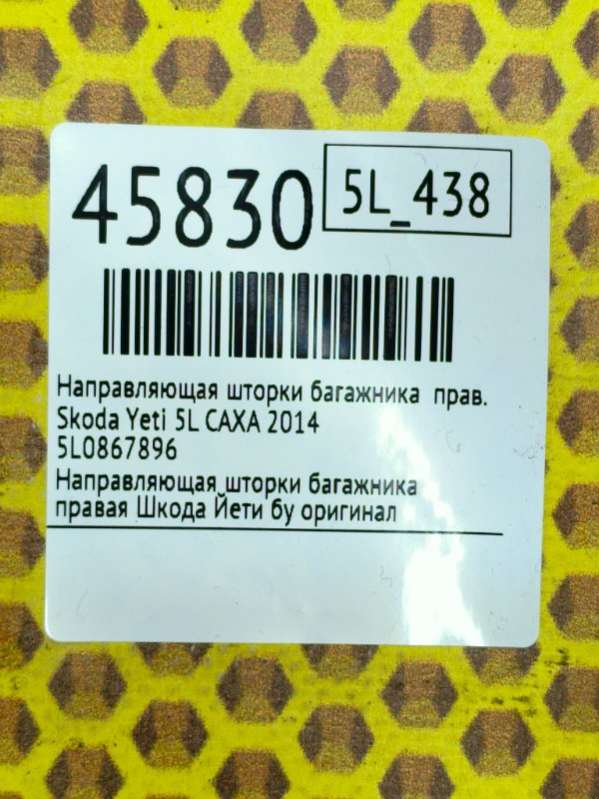 45830
5L_438
Направляющая шторки багажника прав.
Skoda Yeti 5L CAXA 2014
5L0867896
Направляющая шторки багажника
правая Шкода Йети бу оригинал